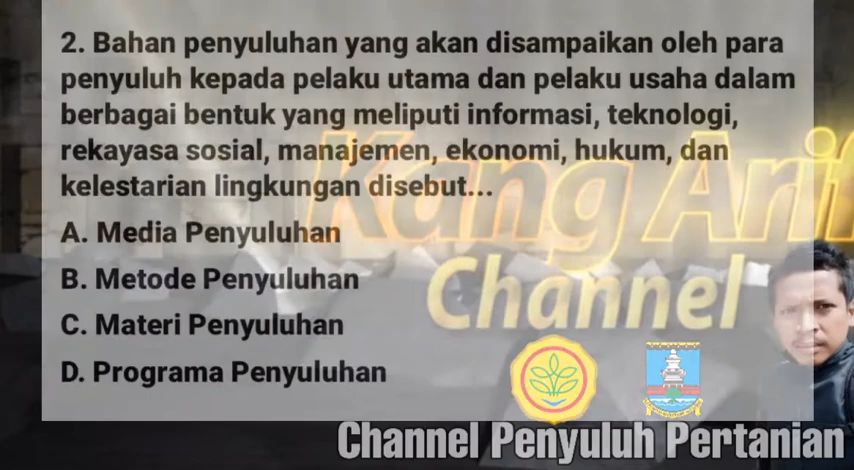 2. Bahan penyuluhan yang akan disampaikan oleh para
penyuluh kepada pelaku utama dan pelaku usaha dalam
berbagai bentuk yang meliputi informasi, teknologi,
rekayasa sosial, manajemen, ekonomi, hukum, dan
kelestarian lingkungan disebut...
A. Media Penyuluhan
B. Metode Penyuluhan
C. Materi Penyuluhan
D. Programa Penyuluhan
Kang Arif
Channel
Channel Penyuluh Pertanian